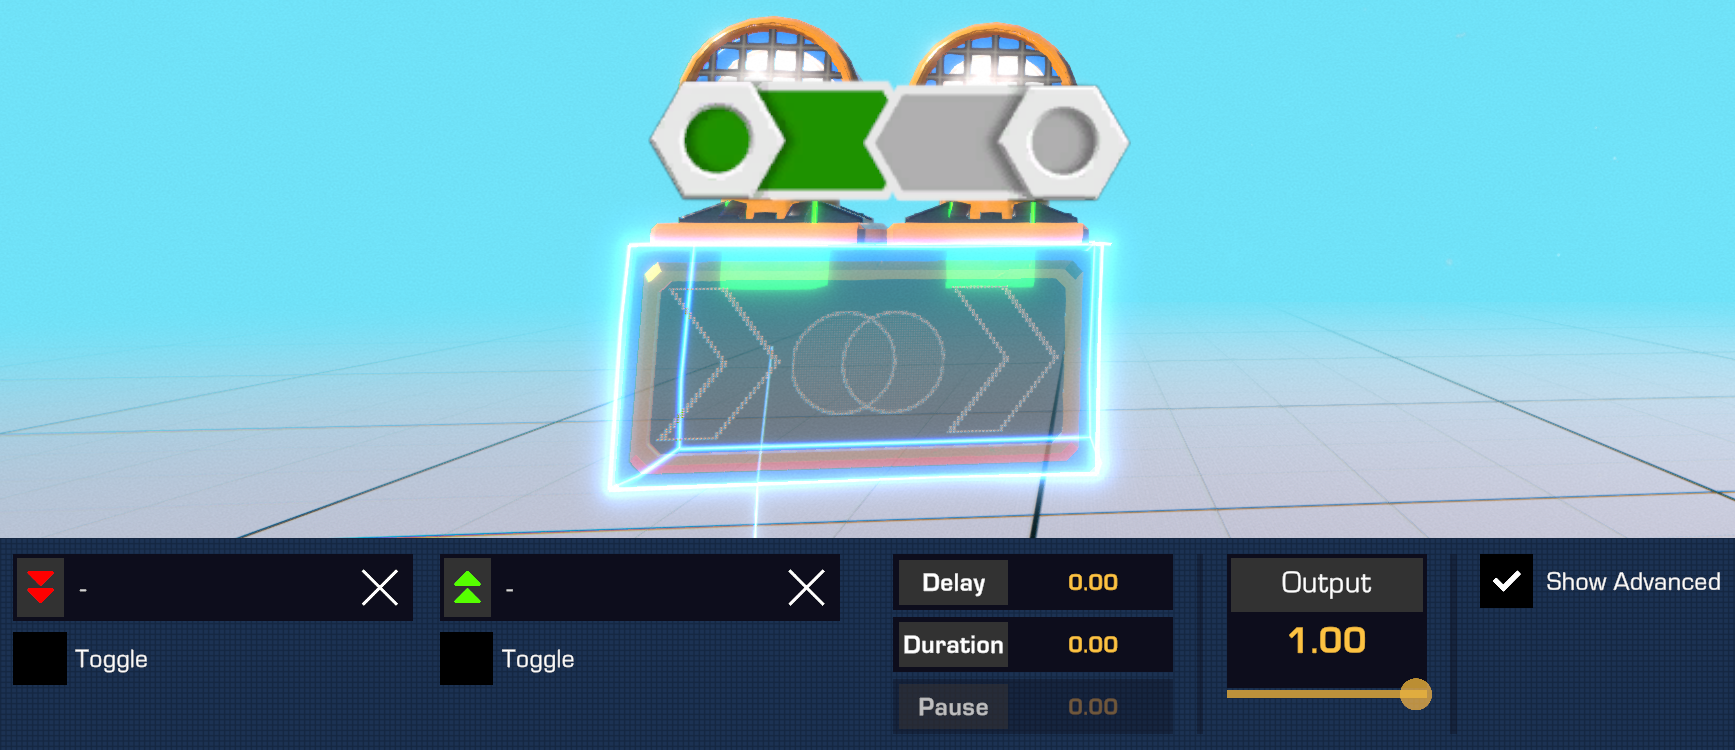 -
Toggle
-
Toggle
Delay 0.00
Duration 0.00
Pause 0.00
Output
1.00
Show Advanced